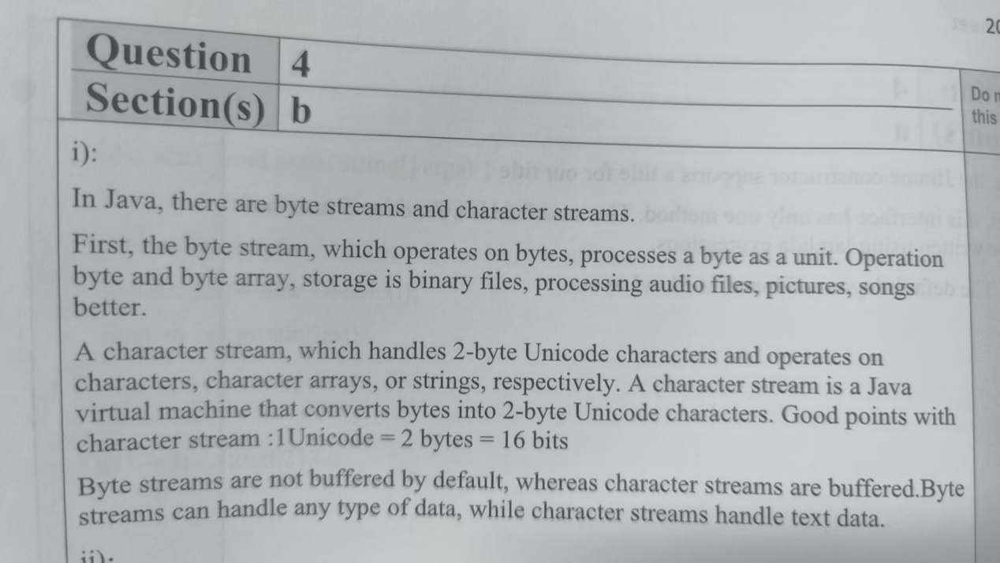 20
Question 4
Do
Section(s) b
this
i):
In Java, there are byte streams and character streams.
First, the byte stream, which operates on bytes, processes a byte as a unit. Operation
byte and byte array, storage is binary files, processing audio files, pictures, songs
better.
A character stream, which handles 2-byte Unicode characters and operates on
characters, character arrays, or strings, respectively. A character stream is a Java
virtual machine that converts bytes into 2-byte Unicode characters. Good points with
character stream :1Unicode = 2 bytes = 16 bits
Byte streams are not buffered by default, whereas character streams are buffered.Byte
streams can handle any type of data, while character streams handle text data.
ii):